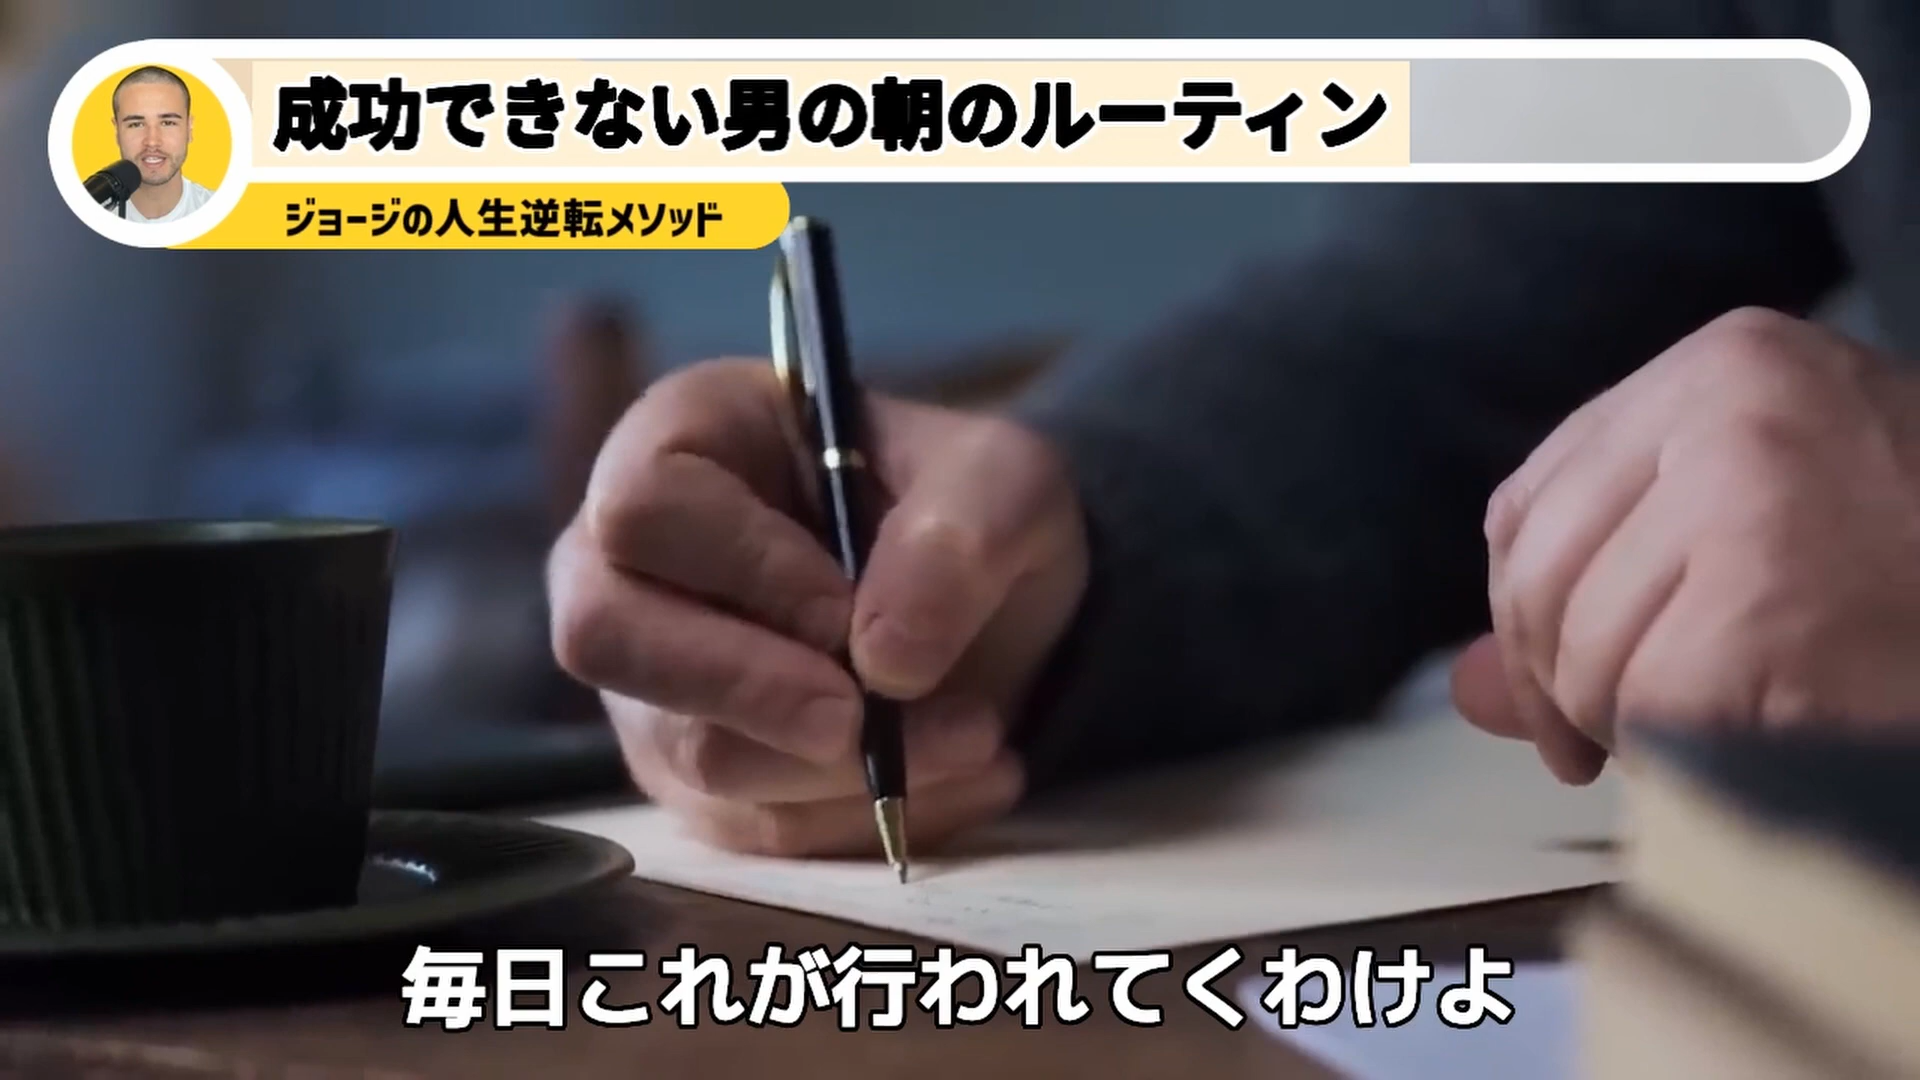 成功できない男の朝のルーティン
ジョージの人生逆転メソッド
毎日これが行われてくわけよ